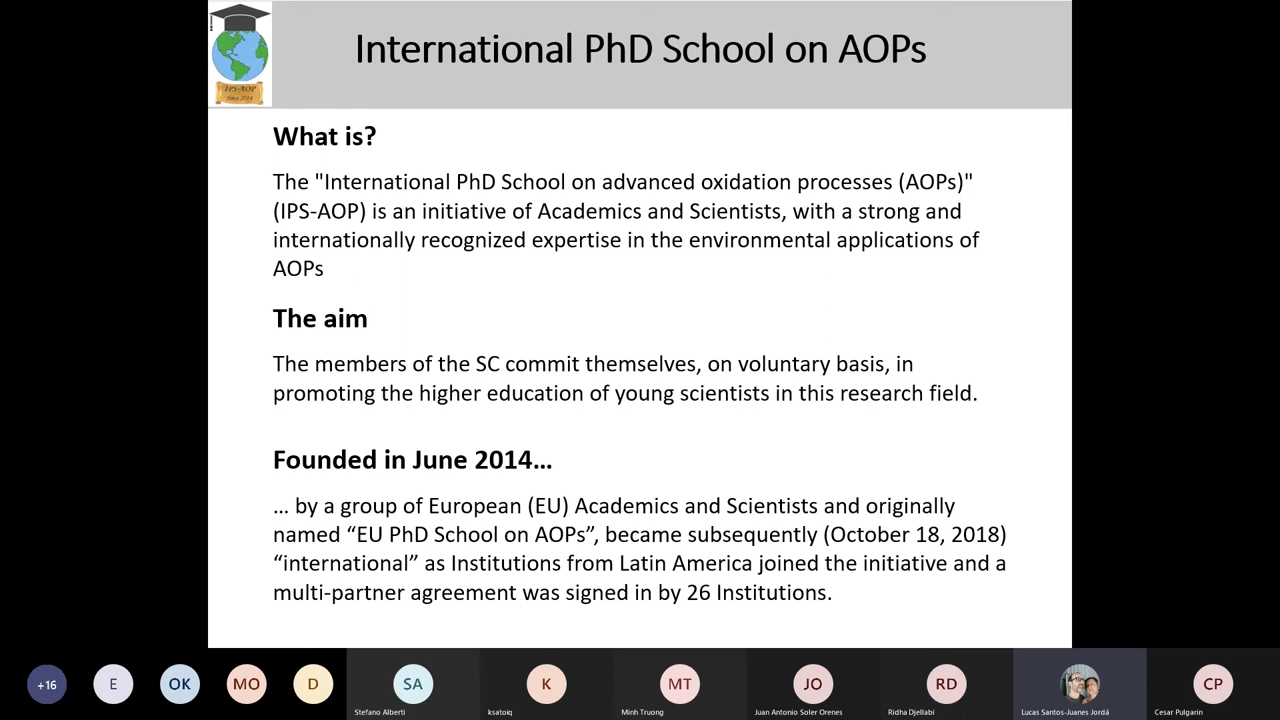 International PhD School on AOPs
IPS-AOP
Since 2014
What is?
The "International PhD School on advanced oxidation processes (AOPs)"
(IPS-AOP) is an initiative of Academics and Scientists, with a strong and
internationally recognized expertise in the environmental applications of
AOPs
The aim
The members of the SC commit themselves, on voluntary basis, in
promoting the higher education of young scientists in this research field.
Founded in June 2014…
… by a group of European (EU) Academics and Scientists and originally
named “EU PhD School on AOPs”, became subsequently (October 18, 2018)
“international” as Institutions from Latin America joined the initiative and a
multi-partner agreement was signed in by 26 Institutions.
+16
E
OK
MO
D
SA
K
MT
JO
RD
CP
Stefano Alberti
ksatoiq
Minh Truong
Juan Antonio Soler Orenes
Ridha Djellabi
Lucas Santos-Juanes Jordá
Cesar Pulgarin